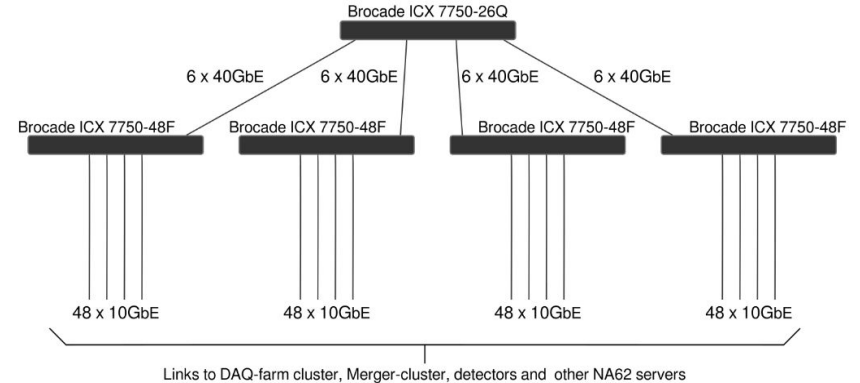 Brocade ICX 7750-26Q
6 x 40GbE
6 x 40GbE
6 x 40GbE
6 x 40GbE
Brocade ICX 7750-48F
Brocade ICX 7750-48F
Brocade ICX 7750-48F
Brocade ICX 7750-48F
48 x 10GbE
48 x 10GbE
48 x 10GbE
48 x 10GbE
Links to DAQ-farm cluster, Merger-cluster, detectors and other NA62 servers